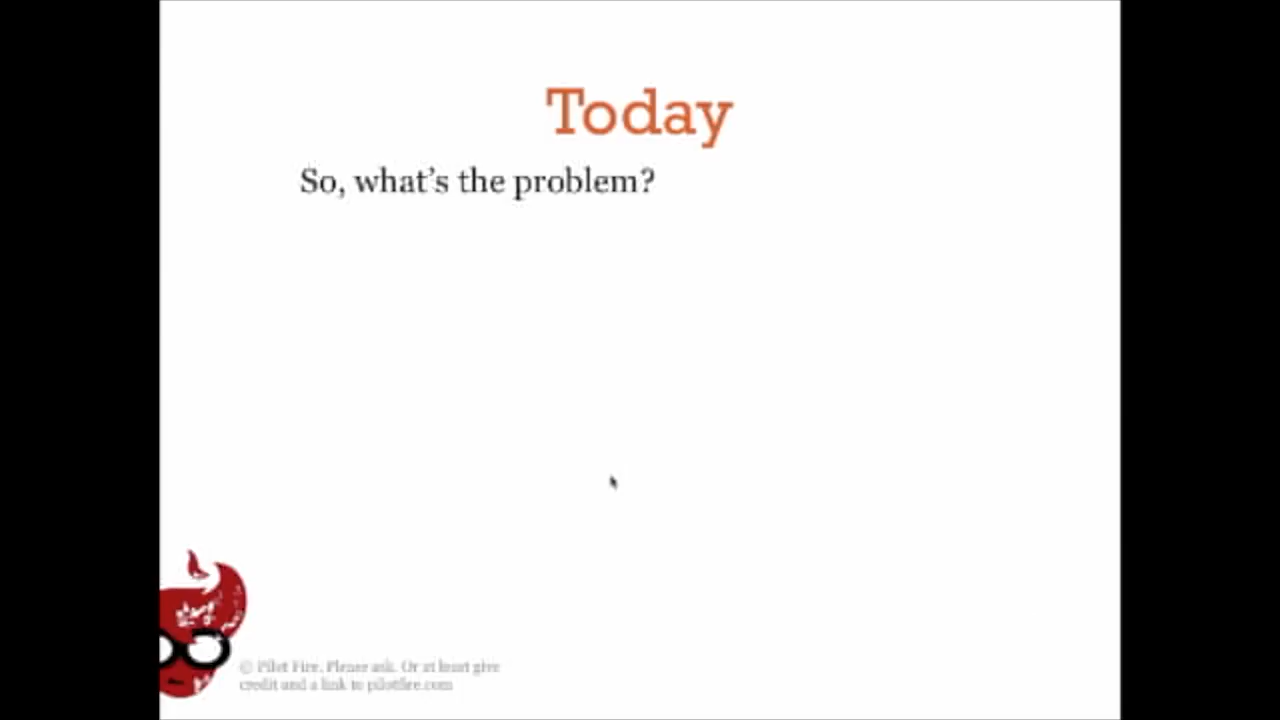 Today
So, what's the problem?
© Pilot Fire. Please ask. Or at least give
credit and a link to pilotfire.com